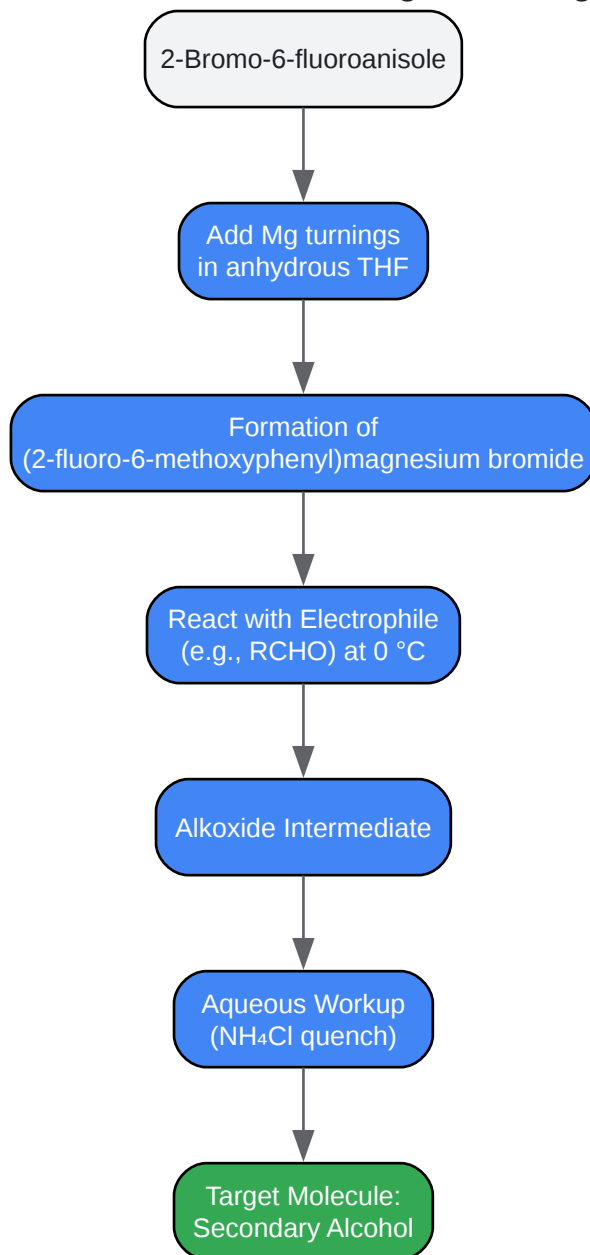 2-Bromo-6-fluoroanisole
Add Mg turnings
in anhydrous THF
Formation of
(2-fluoro-6-methoxyphenyl)magnesium bromide
React with Electrophile
(e.g., RCHO) at 0 °C
Alkoxide Intermediate
Aqueous Workup
(NH₄Cl quench)
Target Molecule:
Secondary Alcohol